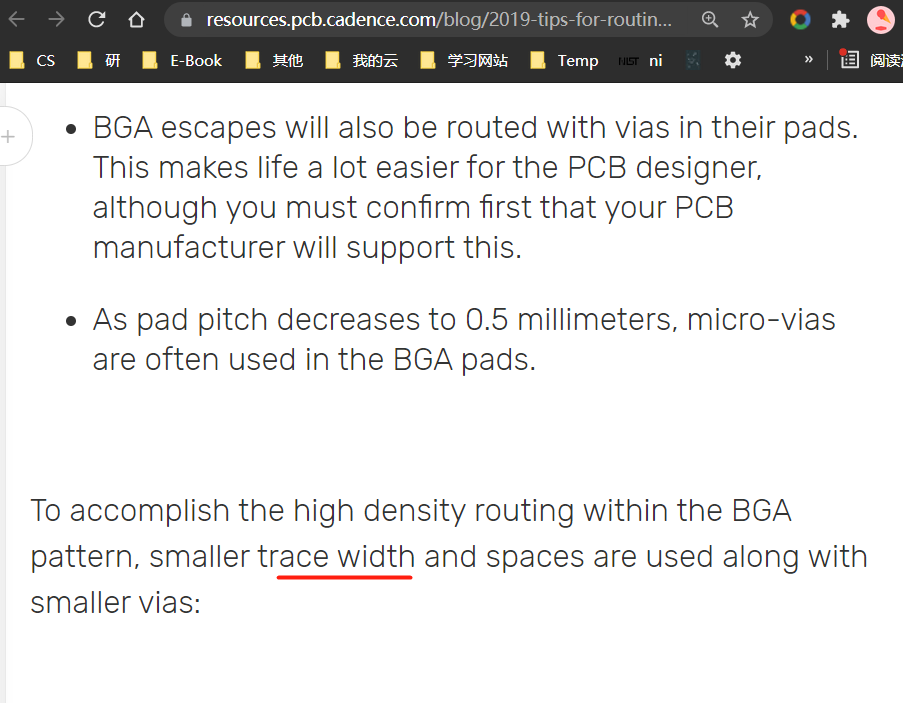 resources.pcb.cadence.com/blog/2019-tips-for-routin...
CS 研 E-Book 其他 我的云 学习网站 Temp NIST ni » 阅读
BGA escapes will also be routed with vias in their pads.
This makes life a lot easier for the PCB designer,
although you must confirm first that your PCB
manufacturer will support this.
As pad pitch decreases to 0.5 millimeters, micro-vias
are often used in the BGA pads.
To accomplish the high density routing within the BGA
pattern, smaller trace width and spaces are used along with
smaller vias: